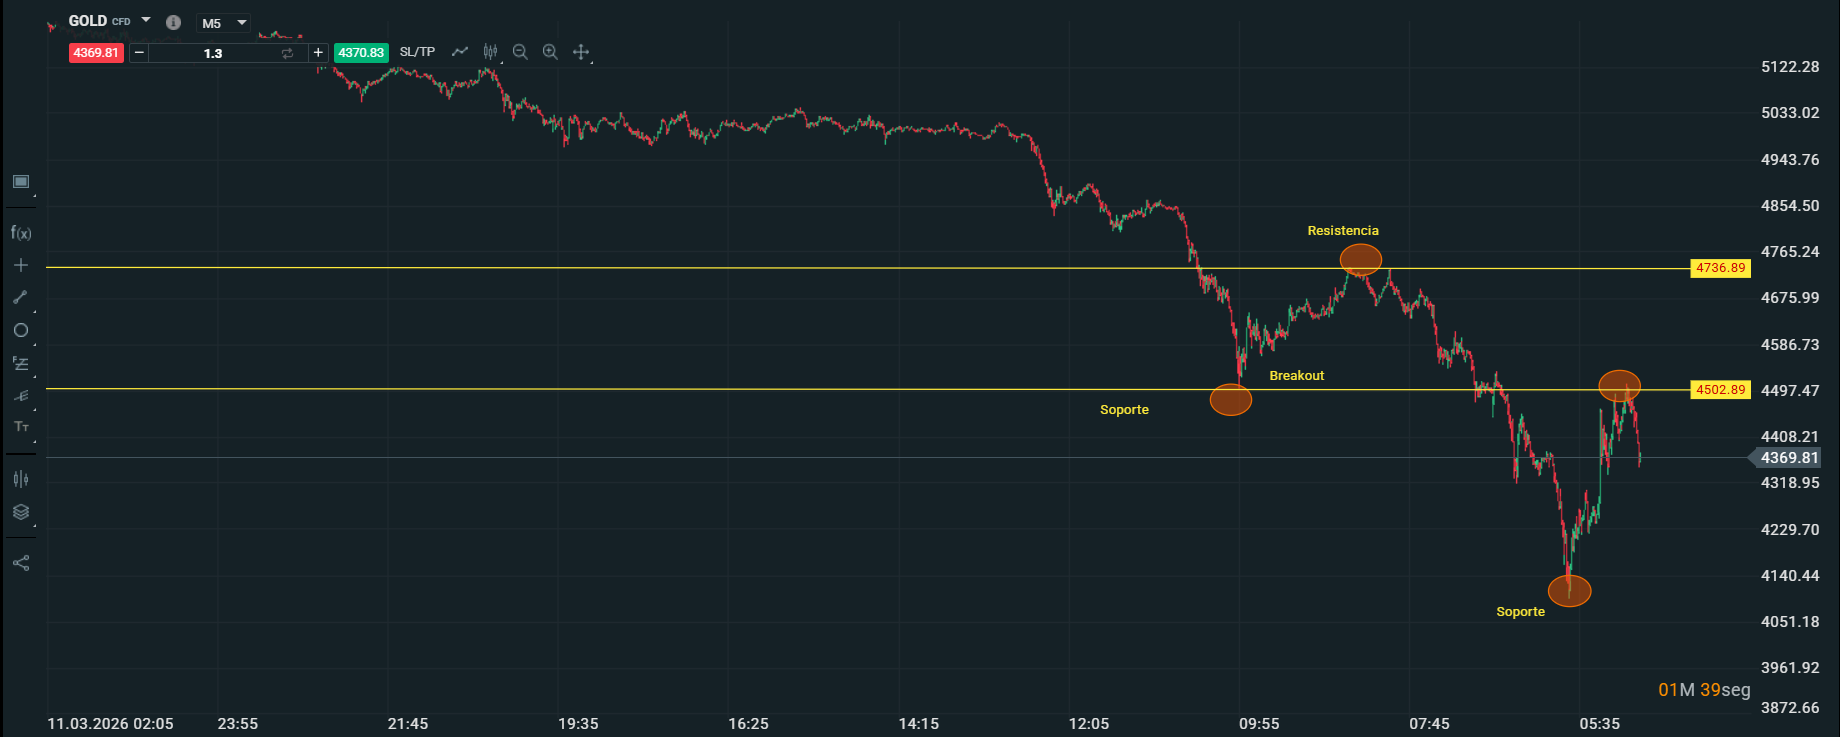 GOLD CFD i M5
4369.81 − 1.3 + 4370.83 SL/TP
5122.28
5033.02
4943.76
f(x)
4854.50
Resistencia
4765.24
4736.89
4675.99
4586.73
Breakout
4502.89
4497.47
Soporte
Tт
4408.21
4369.81
4318.95
4229.70
4140.44
Soporte
4051.18
3961.92
01M 39seg
3872.66
11.03.2026 02:05 23:55 21:45 19:35 16:25 14:15 12:05 09:55 07:45 05:35